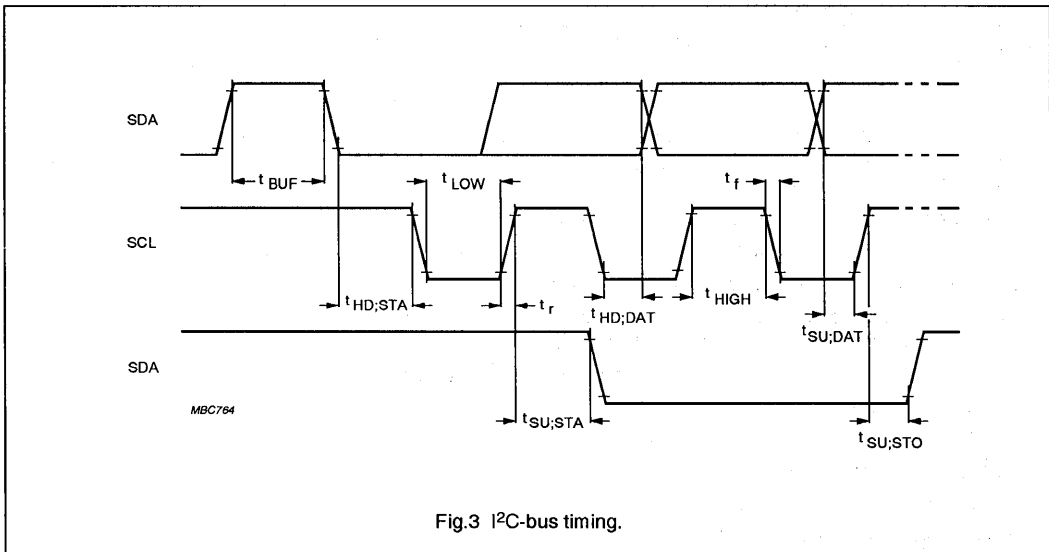 SDA
t BUF
t LOW
t f
SCL
t HD;STA
t r
t HD;DAT
t HIGH
t SU;DAT
SDA
MBC764
t SU;STA
t SU;STO
Fig.3 I²C-bus timing.